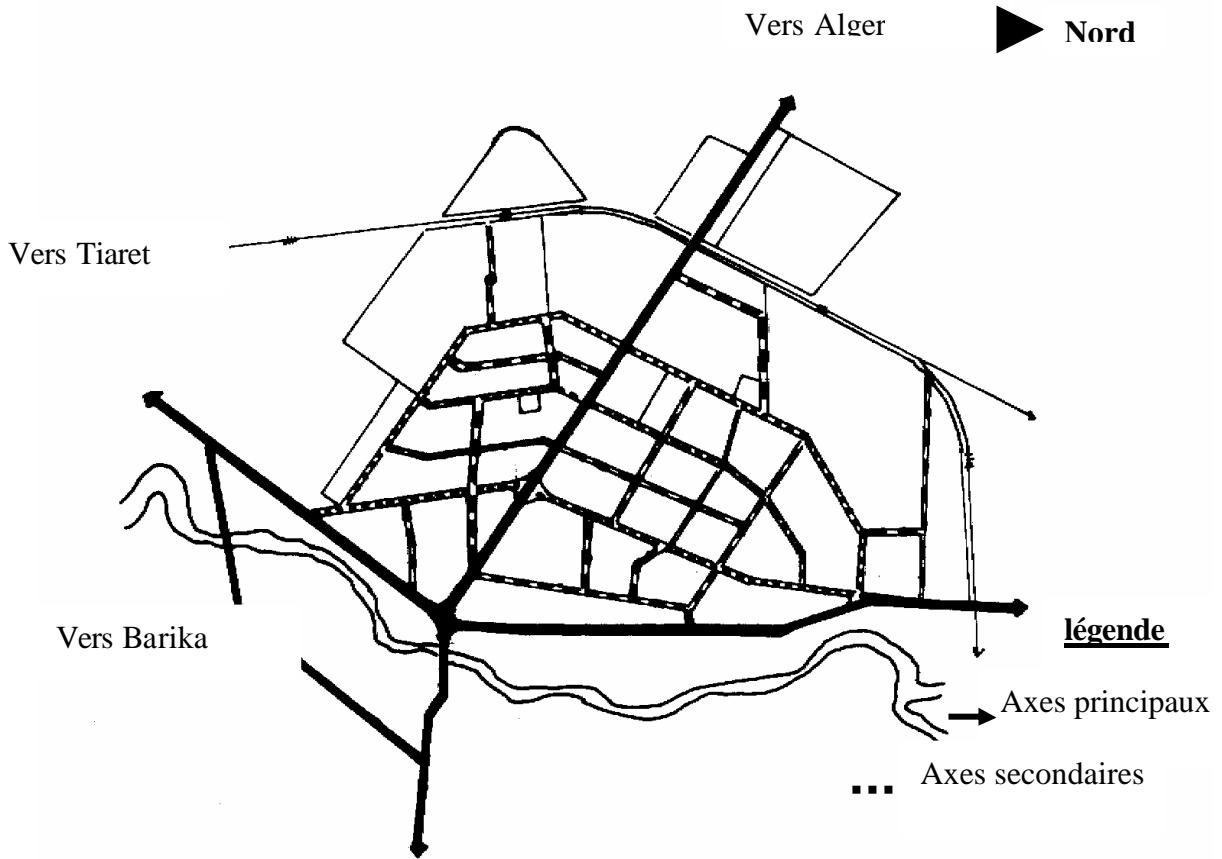 Vers Alger
Nord
Vers Tiaret
Vers Barika
légende
Axes principaux
Axes secondaires